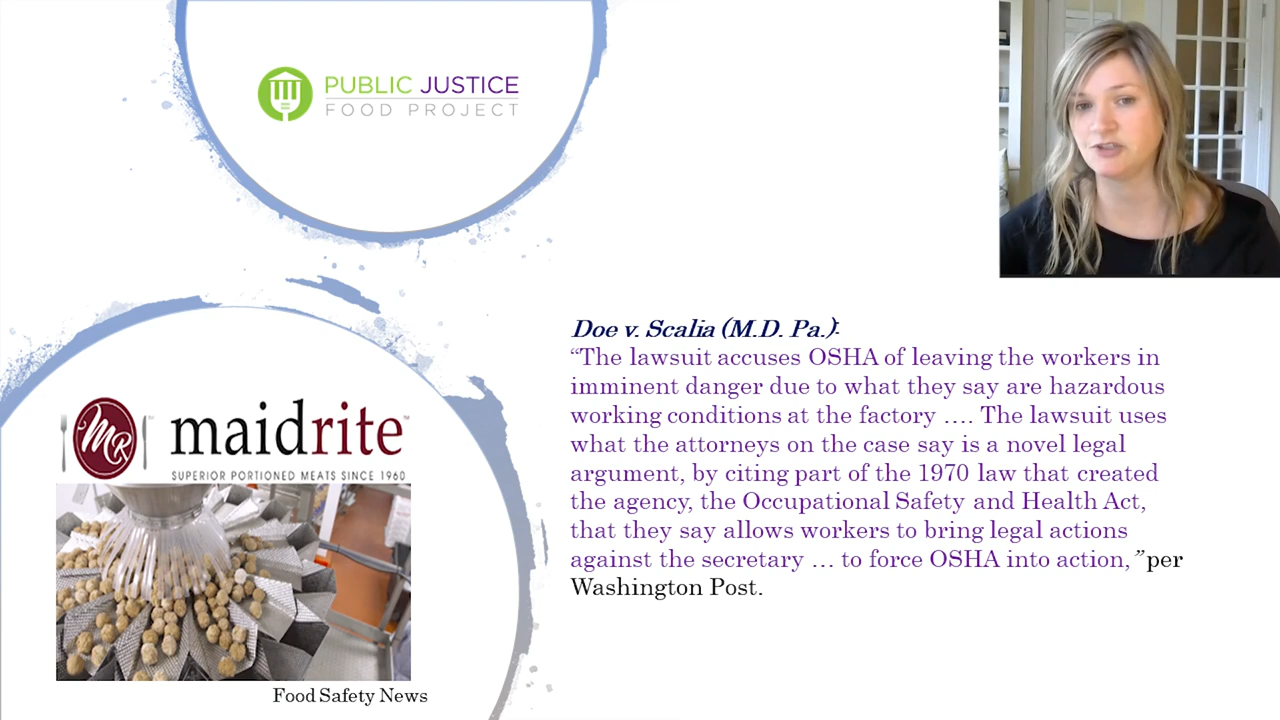 PUBLIC JUSTICE
FOOD PROJECT
Doe v. Scalia (M.D. Pa.):
“The lawsuit accuses OSHA of leaving the workers in
imminent danger due to what they say are hazardous
working conditions at the factory …. The lawsuit uses
what the attorneys on the case say is a novel legal
argument, by citing part of the 1970 law that created
the agency, the Occupational Safety and Health Act,
that they say allows workers to bring legal actions
against the secretary … to force OSHA into action,” per
Washington Post.
MR maidrite™
SUPERIOR PORTIONED MEATS SINCE 1960
Food Safety News